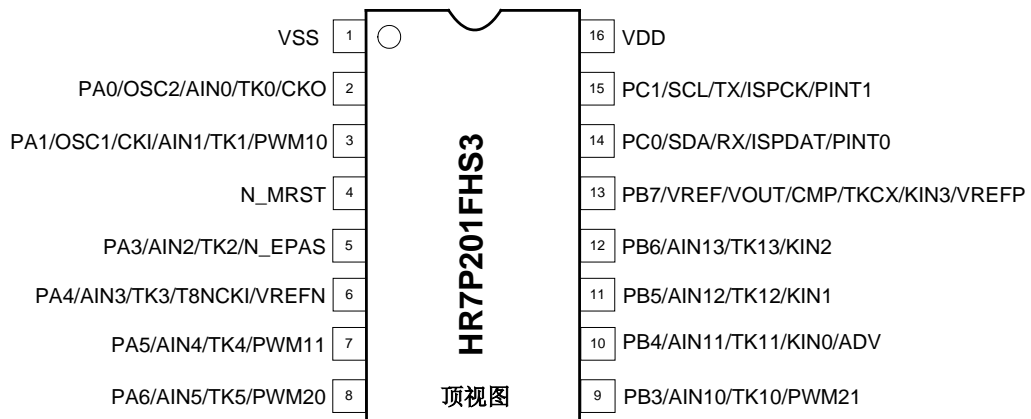 VSS 1 16 VDD
PA0/OSC2/AIN0/TK0/CKO 2 15 PC1/SCL/TX/ISPCK/PINT1
PA1/OSC1/CKI/AIN1/TK1/PWM10 3 14 PC0/SDA/RX/ISPDAT/PINT0
N_MRST 4 13 PB7/VREF/VOUT/CMP/TKCX/KIN3/VREFP
PA3/AIN2/TK2/N_EPAS 5 12 PB6/AIN13/TK13/KIN2
PA4/AIN3/TK3/T8NCKI/VREFN 6 11 PB5/AIN12/TK12/KIN1
PA5/AIN4/TK4/PWM11 7 10 PB4/AIN11/TK11/KIN0/ADV
PA6/AIN5/TK5/PWM20 8 9 PB3/AIN10/TK10/PWM21
HR7P201FHS3
顶视图